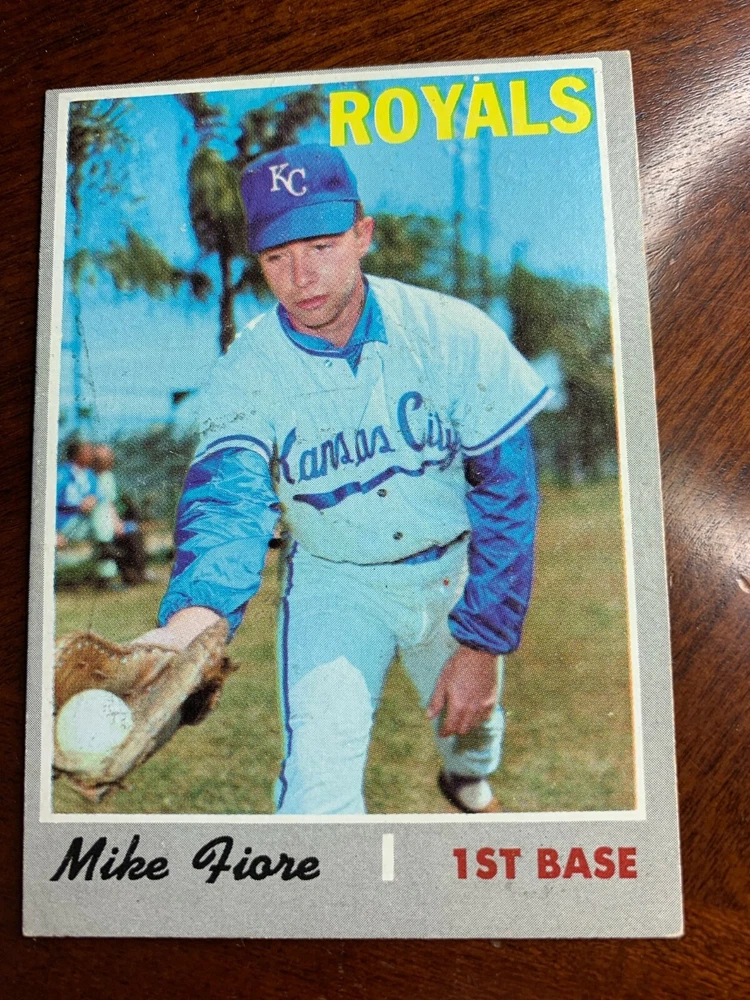 ROYALS
KC
Kansas City
Mike Fiore
1ST BASE